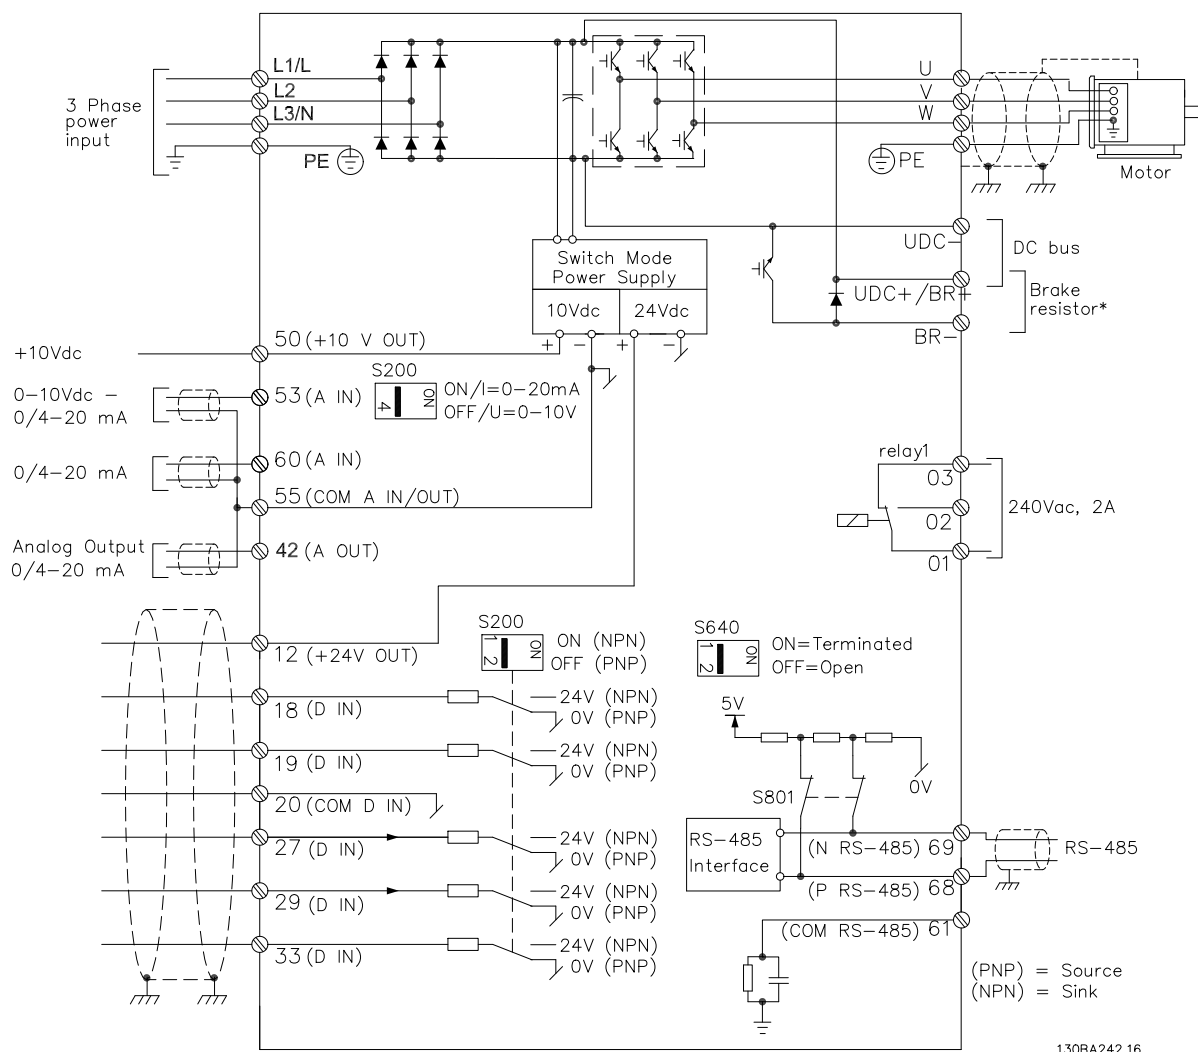 L1/L
L2
L3/N
3 Phase
power
input
PE
U
V
W
PE
Motor
UDC-
DC bus
UDC+/BR+
Brake
resistor*
BR-
Switch Mode
Power Supply
10Vdc
24Vdc
+ - + -
+10Vdc
50 (+10 V OUT)
0-10Vdc -
0/4-20 mA
53 (A IN)
S200
ON
4
ON/I=0-20mA
OFF/U=0-10V
0/4-20 mA
60 (A IN)
55 (COM A IN/OUT)
Analog Output
0/4-20 mA
42 (A OUT)
relay1
03
02
01
240Vac, 2A
12 (+24V OUT)
S200
ON
1 2
ON (NPN)
OFF (PNP)
S640
ON
1 2
ON=Terminated
OFF=Open
18 (D IN)
24V (NPN)
0V (PNP)
19 (D IN)
24V (NPN)
0V (PNP)
20 (COM D IN)
27 (D IN)
24V (NPN)
0V (PNP)
29 (D IN)
24V (NPN)
0V (PNP)
33 (D IN)
24V (NPN)
0V (PNP)
5V
0V
S801
RS-485
Interface
(N RS-485) 69
(P RS-485) 68
RS-485
(COM RS-485) 61
(PNP) = Source
(NPN) = Sink
130BA242.16